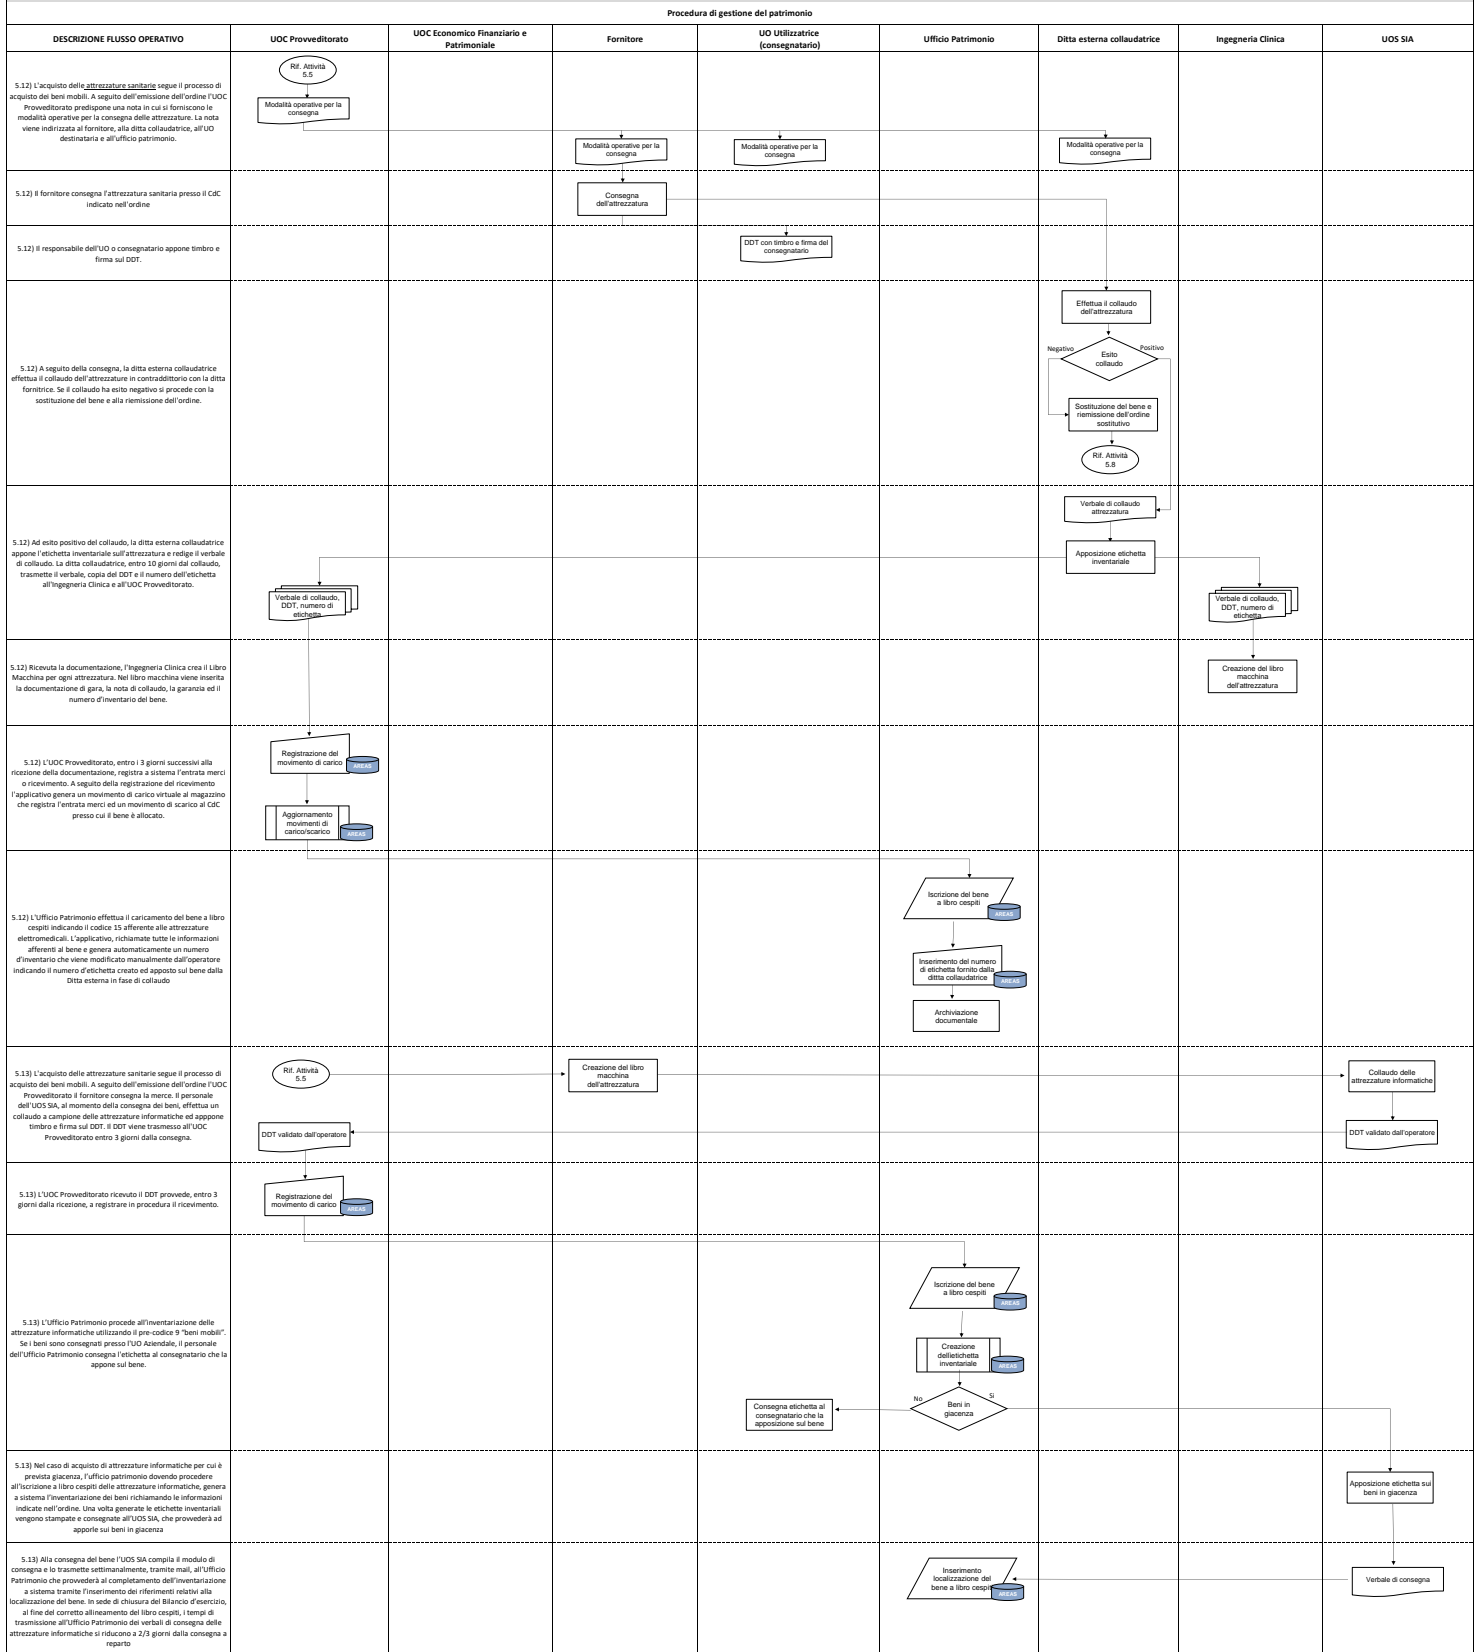 Procedura di gestione del patrimonio
DESCRIZIONE FLUSSO OPERATIVO
UOC Provveditorato
UOC Economico Finanziario e
Patrimoniale
Fornitore
UO Utilizzatrice
(consegnatario)
Ufficio Patrimonio
Ditta esterna collaudatrice
Ingegneria Clinica
UOS SIA
5.12) L'acquisto delle attrezzature sanitarie segue il processo di
acquisto dei beni mobili. A seguito dell'emissione dell'ordine l'UOC
Provveditorato predispone una nota in cui si forniscono le
modalità operative per la consegna delle attrezzature. La nota
viene indirizzata al fornitore, alla ditta collaudatrice, all'UO
destinataria e all'ufficio patrimonio.
Rif. Attività
5.5
Modalità operative per la
consegna
Modalità operative per la
consegna
Modalità operative per la
consegna
Modalità operative per la
consegna
5.12) Il fornitore consegna l'attrezzatura sanitaria presso il CdC
indicato nell'ordine
Consegna
dell'attrezzatura
5.12) Il responsabile dell'UO o consegnatario appone timbro e
firma sul DDT.
DDT con timbro e firma del
consegnatario
5.12) A seguito della consegna, la ditta esterna collaudatrice
effettua il collaudo dell'attrezzature in contraddittorio con la ditta
fornitrice. Se il collaudo ha esito negativo si procede con la
sostituzione del bene e alla riemissione dell'ordine.
Effettua il collaudo
dell'attrezzatura
Negativo
Positivo
Esito
collaudo
Sostituzione del bene e
riemissione dell'ordine
sostitutivo
Rif. Attività
5.8
5.12) Ad esito positivo del collaudo, la ditta esterna collaudatrice
appone l'etichetta inventariale sull'attrezzatura e redige il verbale
di collaudo. La ditta collaudatrice, entro 10 giorni dal collaudo,
trasmette il verbale, copia del DDT e il numero dell'etichetta
all'Ingegneria Clinica e all'UOC Provveditorato.
Verbale di collaudo
attrezzatura
Apposizione etichetta
inventariale
Verbale di collaudo,
DDT, numero di
etichetta
Verbale di collaudo,
DDT, numero di
etichetta
5.12) Ricevuta la documentazione, l'Ingegneria Clinica crea il Libro
Macchina per ogni attrezzatura. Nel libro macchina viene inserita
la documentazione di gara, la nota di collaudo, la garanzia ed il
numero d'inventario del bene.
Creazione del libro
macchina
dell'attrezzatura
5.12) L'UOC Provveditorato, entro i 3 giorni successivi alla
ricezione della documentazione, registra a sistema l'entrata merci
o ricevimento. A seguito della registrazione del ricevimento
l'applicativo genera un movimento di carico virtuale al magazzino
che registra l'entrata merci ed un movimento di scarico al CdC
presso cui il bene è allocato.
Registrazione del
movimento di carico
AREAS
Aggiornamento
movimenti di
carico/scarico
AREAS
5.12) L'Ufficio Patrimonio effettua il caricamento del bene a libro
cespiti indicando il codice 15 afferente alle attrezzature
elettromedicali. L'applicativo, richiamate tutte le informazioni
afferenti al bene e genera automaticamente un numero
d'inventario che viene modificato manualmente dall'operatore
indicando il numero d'etichetta creato ed apposto sul bene dalla
Ditta esterna in fase di collaudo
Iscrizione del bene
a libro cespiti
AREAS
Inserimento del numero
di etichetta fornito dalla
dittta collaudatrice
AREAS
Archiviazione
documentale
5.13) L'acquisto delle attrezzature sanitarie segue il processo di
acquisto dei beni mobili. A seguito dell'emissione dell'ordine l'UOC
Provveditorato il fornitore consegna la merce. Il personale
dell'UOS SIA, al momento della consegna dei beni, effettua un
collaudo a campione delle attrezzature informatiche ed apppone
timbro e firma sul DDT. Il DDT viene trasmesso all'UOC
Provveditorato entro 3 giorni dalla consegna.
Rif. Attività
5.5
Creazione del libro
macchina
dell'attrezzatura
Collaudo delle
attrezzature informatiche
DDT validato dall'operatore
DDT validato dall'operatore
5.13) L'UOC Provveditorato ricevuto il DDT provvede, entro 3
giorni dalla ricezione, a registrare in procedura il ricevimento.
Registrazione del
movimento di carico
AREAS
5.13) L'Ufficio Patrimonio procede all'inventariazione delle
attrezzature informatiche utilizzando il pre-codice 9 "beni mobili".
Se i beni sono consegnati presso l'UO Aziendale, il personale
dell'Ufficio Patrimonio consegna l'etichetta al consegnatario che la
appone sul bene.
Iscrizione del bene
a libro cespiti
AREAS
Creazione
dell'etichetta
inventariale
AREAS
No
Si
Beni in
giacenza
Consegna etichetta al
consegnatario che la
apposizione sul bene
5.13) Nel caso di acquisto di attrezzature informatiche per cui è
prevista giacenza, l'ufficio patrimonio dovendo procedere
all'iscrizione a libro cespiti delle attrezzature informatiche, genera
a sistema l'inventariazione dei beni richiamando le informazioni
indicate nell'ordine. Una volta generate le etichette inventariali
vengono stampate e consegnate all'UOS SIA, che provvederà ad
apporle sui beni in giacenza
Apposizione etichetta sui
beni in giacenza
5.13) Alla consegna del bene l'UOS SIA compila il modulo di
consegna e lo trasmette settimanalmente, tramite mail, all'Ufficio
Patrimonio che provvederà al completamento dell'inventariazione
a sistema tramite l'inserimento dei riferimenti relativi alla
localizzazione del bene. In sede di chiusura del Bilancio d'esercizio,
al fine del corretto allineamento del libro cespiti, i tempi di
trasmissione all'Ufficio Patrimonio dei verbali di consegna delle
attrezzature informatiche si riducono a 2/3 giorni dalla consegna a
reparto
Inserimento
localizzazione del
bene a libro cespiti
AREAS
Verbale di consegna